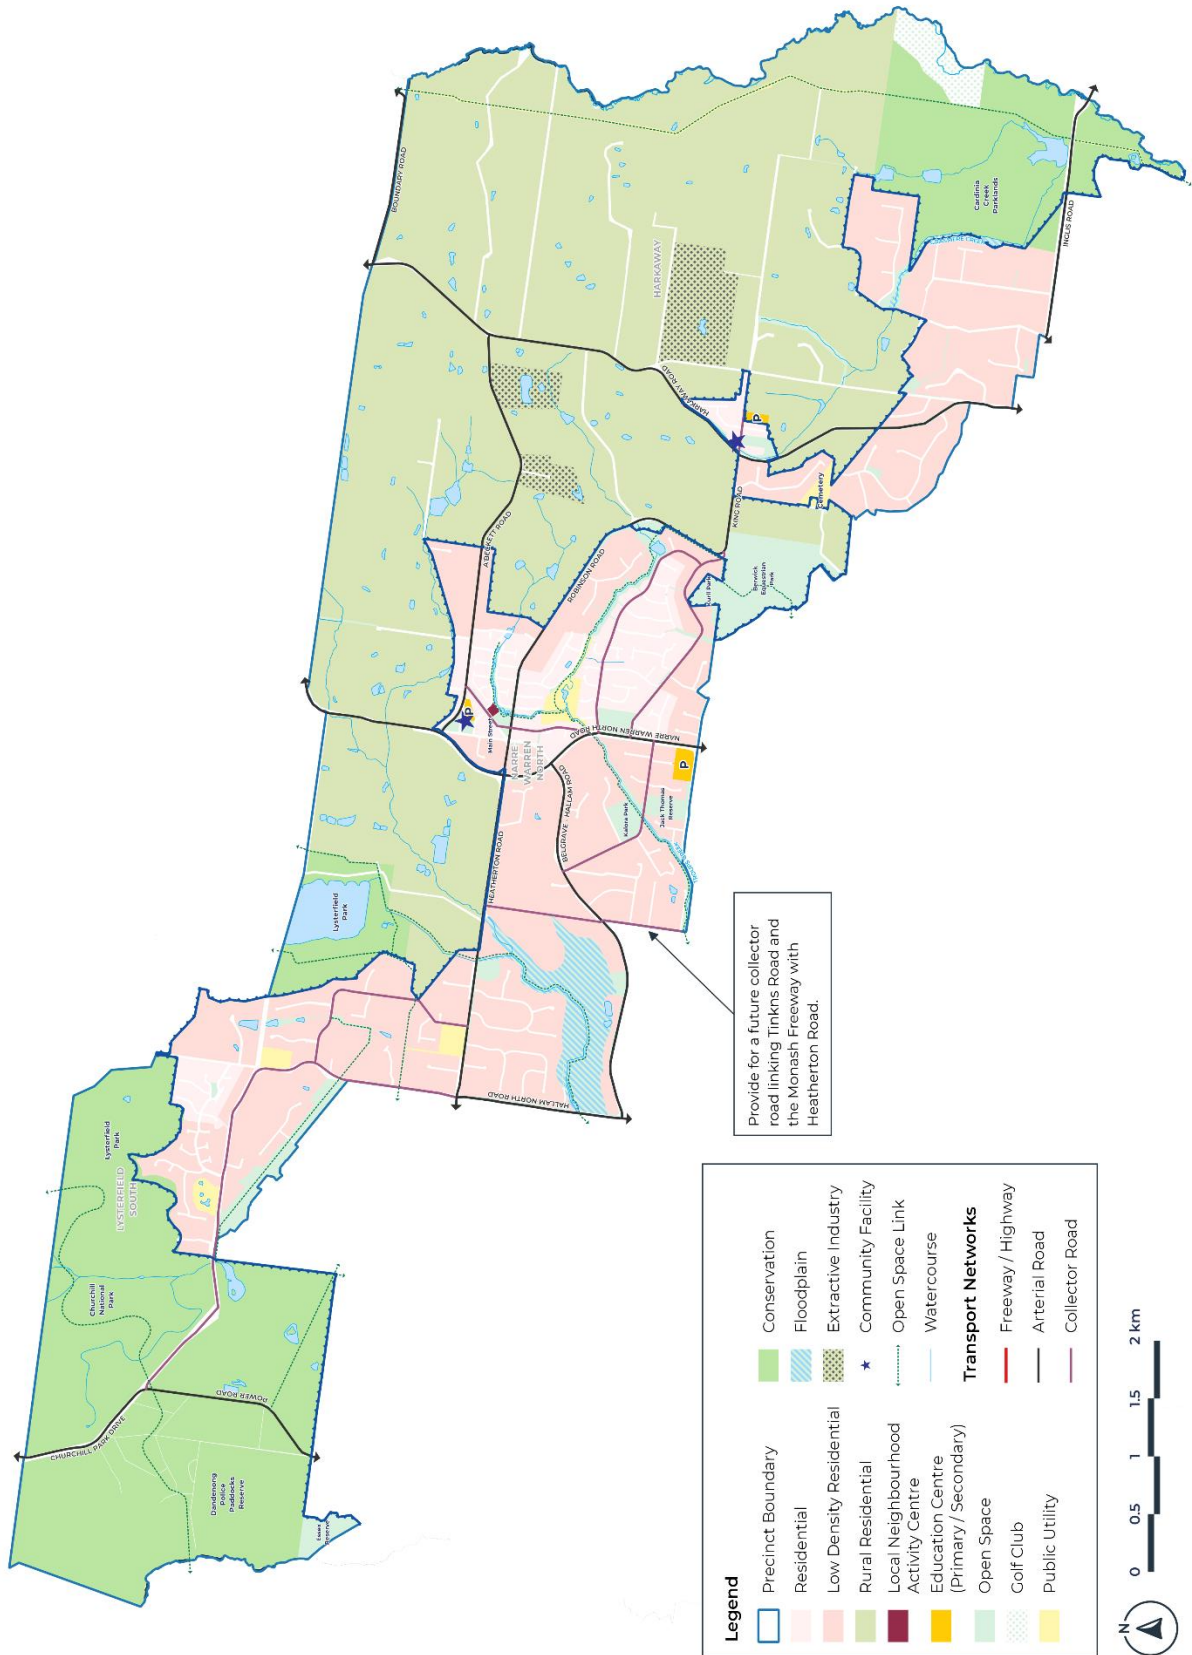 BOUNDARY ROAD
HARKAWAY
Cardinia
Creek
Parklands
INGLIS ROAD
HARKAWAY ROAD
P
KING ROAD
Cemetery
A'BECKETT ROAD
ROBINSON ROAD
Buril Park
Berwick
Equestrian
Park
P
Main Street
NARRE
WARREN
NORTH
NARRE WARREN NORTH ROAD
BELGRAVE - HALLAM ROAD
HEATHERTON ROAD
Kalora Park
Jack Thomas
Reserve
P
Lysterfield
Park
HALLAM NORTH ROAD
Lysterfield
Park
LYSTERFIELD
SOUTH
Churchill
National
Park
CHURCHILL PARK DRIVE
POWER ROAD
Dandenong
Police
Paddocks
Reserve
Essex
Reserve
Provide for a future collector
road linking Tinkns Road and
the Monash Freeway with
Heatherton Road.
Legend
Precinct Boundary
Residential
Low Density Residential
Rural Residential
Local Neighbourhood
Activity Centre
Education Centre
(Primary / Secondary)
Open Space
Golf Club
Public Utility
Conservation
Floodplain
Extractive Industry
Community Facility
Open Space Link
Watercourse
Transport Networks
Freeway / Highway
Arterial Road
Collector Road
N
0 0.5 1 1.5 2 km